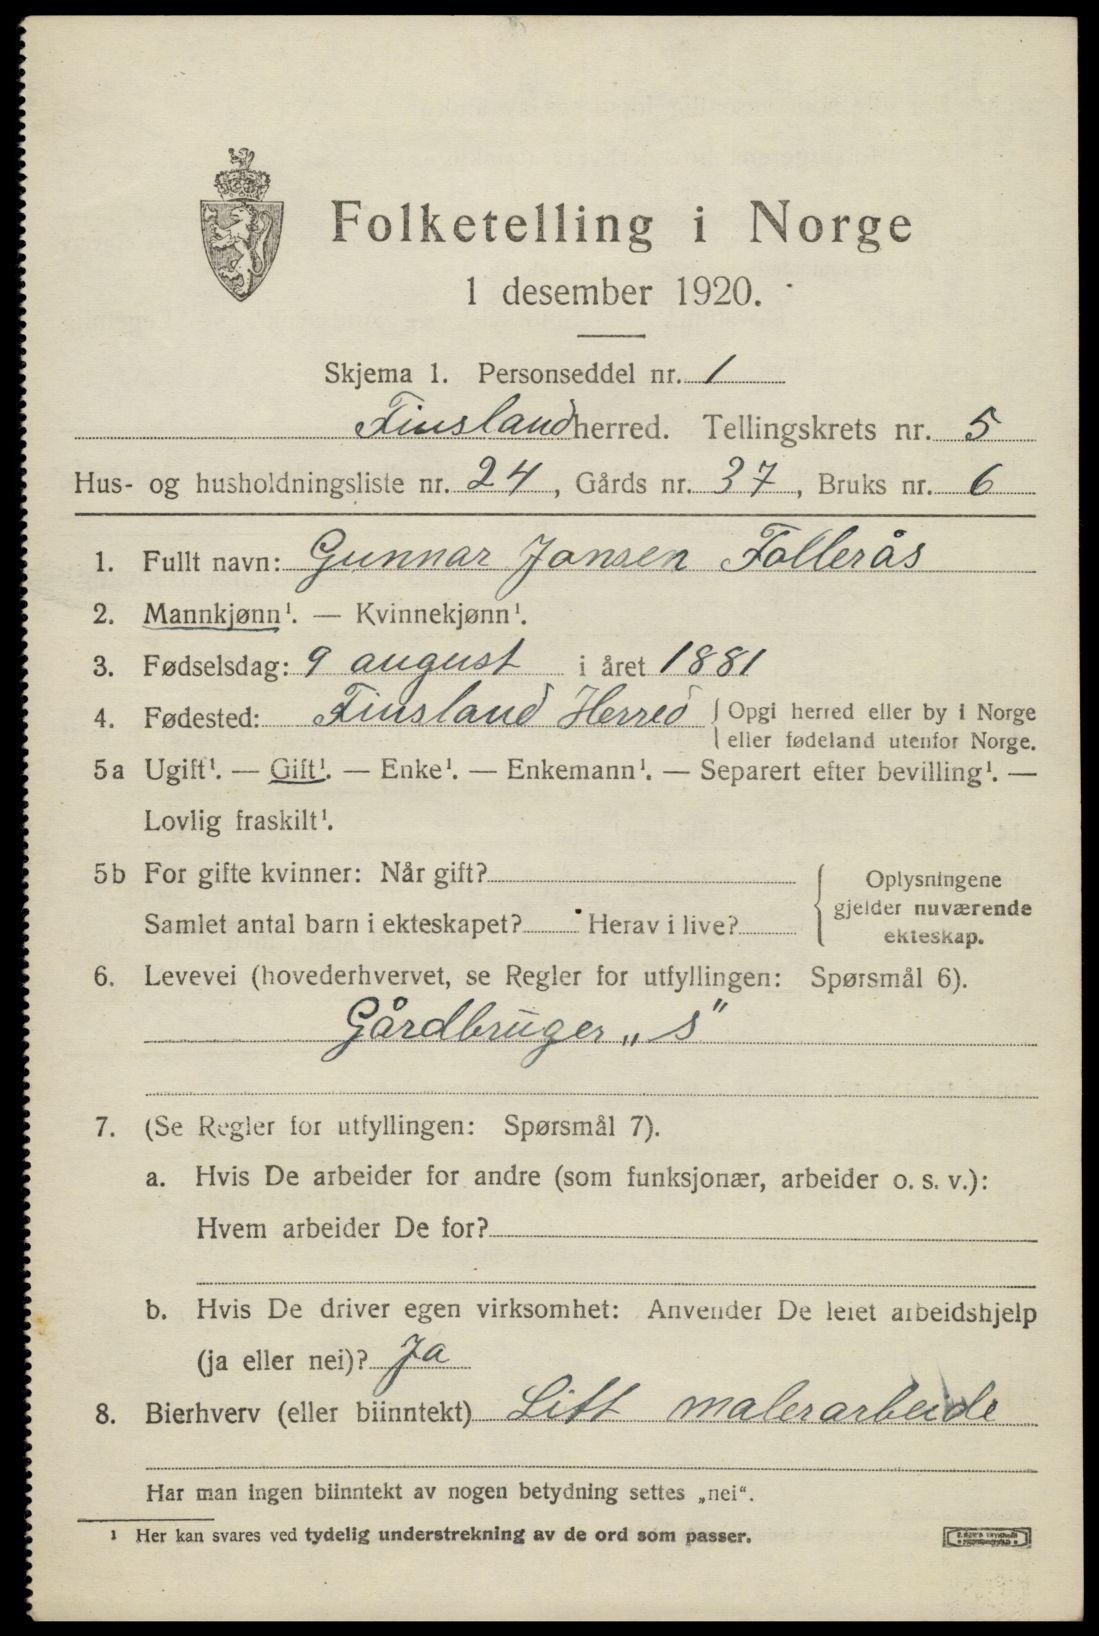 Folketelling i Norge
1 desember 1920.
Skjema 1. Personseddel nr. 1
Finsland herred. Tellingskrets nr. 5
Hus- og husholdningsliste nr. 24, Gårds nr. 37, Bruks nr. 6
1. Fullt navn: Gunnar Jonsen Follerås
2. Mannkjønn¹. — Kvinnekjønn¹.
3. Fødselsdag: 9 august i året 1881
4. Fødested: Finsland Herred { Opgi herred eller by i Norge
eller fødeland utenfor Norge.
5a Ugift¹. — Gift¹. — Enke¹. — Enkemann¹. — Separert efter bevilling¹. —
Lovlig fraskilt¹.
5b For gifte kvinner: Når gift?
Samlet antal barn i ekteskapet? Herav i live?
Oplysningene
gjelder nuværende
ekteskap.
6. Levevei (hovederhvervet, se Regler for utfyllingen: Spørsmål 6).
Gårdbruger „s"
7. (Se Regler for utfyllingen: Spørsmål 7).
a. Hvis De arbeider for andre (som funksjonær, arbeider o. s. v.):
Hvem arbeider De for?
b. Hvis De driver egen virksomhet: Anvender De leiet arbeidshjelp
(ja eller nei)? Ja
8. Bierhverv (eller biinntekt) Litt malerarbeide
Har man ingen biinntekt av nogen betydning settes „nei“.
¹ Her kan svares ved tydelig understrekning av de ord som passer.